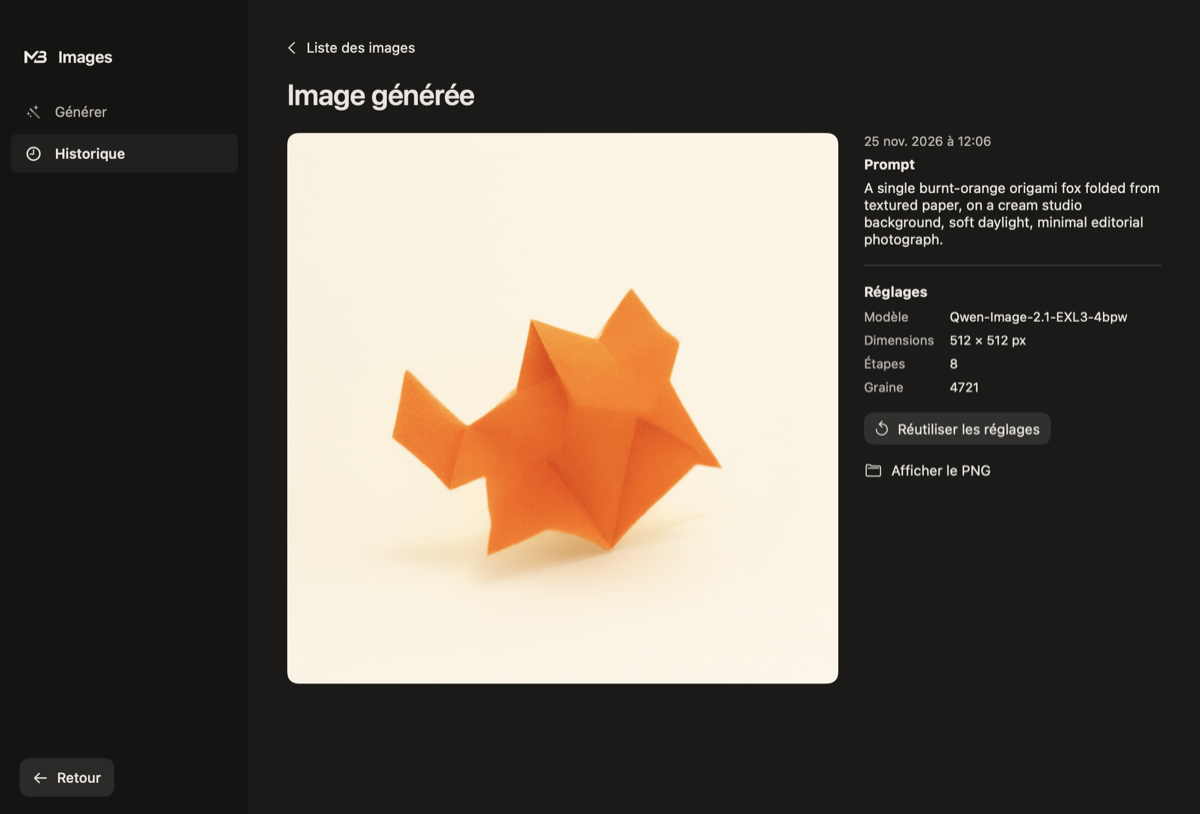 M3 Images
Générer
Historique
Retour
Liste des images
Image générée
25 nov. 2026 à 12:06
Prompt
A single burnt-orange origami fox folded from
textured paper, on a cream studio
background, soft daylight, minimal editorial
photograph.
Réglages
Modèle Qwen-Image-2.1-EXL3-4bpw
Dimensions 512 × 512 px
Étapes 8
Graine 4721
Réutiliser les réglages
Afficher le PNG